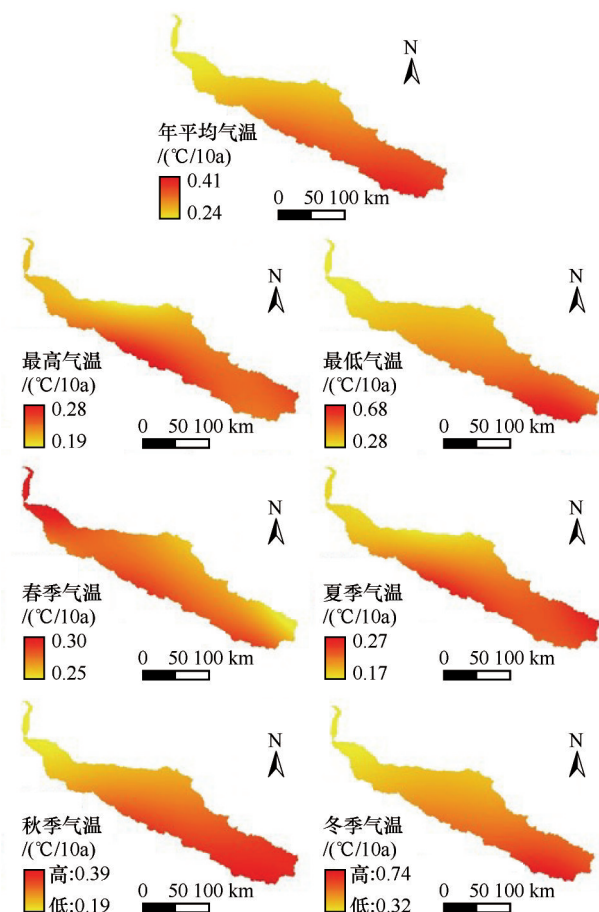 N
年平均气温
/(℃/10a)
0.41
0.24
0 50 100 km
N
最高气温
/(℃/10a)
0.28
0.19
0 50 100 km
N
最低气温
/(℃/10a)
0.68
0.28
0 50 100 km
N
春季气温
/(℃/10a)
0.30
0.25
0 50 100 km
N
夏季气温
/(℃/10a)
0.27
0.17
0 50 100 km
N
秋季气温
/(℃/10a)
高:0.39
低:0.19
0 50 100 km
N
冬季气温
/(℃/10a)
高:0.74
低:0.32
0 50 100 km